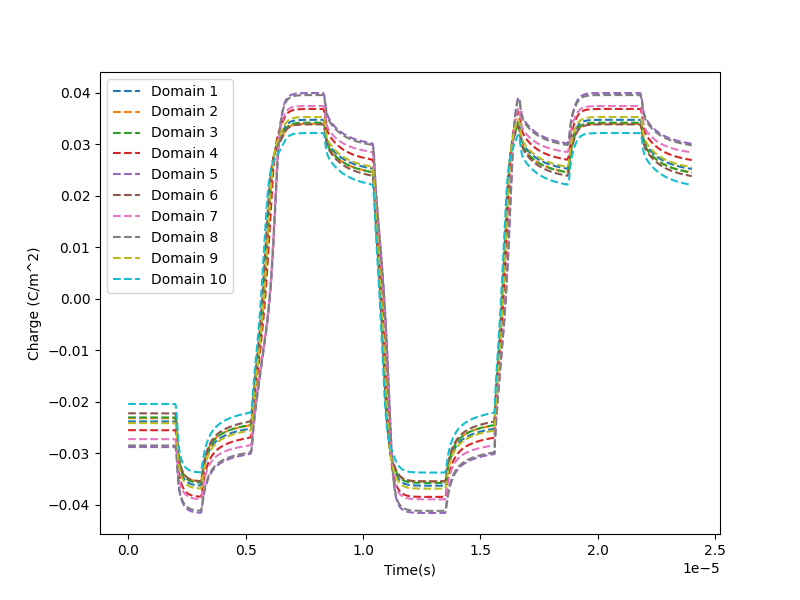 0.04
0.03
0.02
0.01
0.00
−0.01
−0.02
−0.03
−0.04
Charge (C/m^2)
Domain 1
Domain 2
Domain 3
Domain 4
Domain 5
Domain 6
Domain 7
Domain 8
Domain 9
Domain 10
0.0 0.5 1.0 1.5 2.0 2.5
Time(s)
1e−5